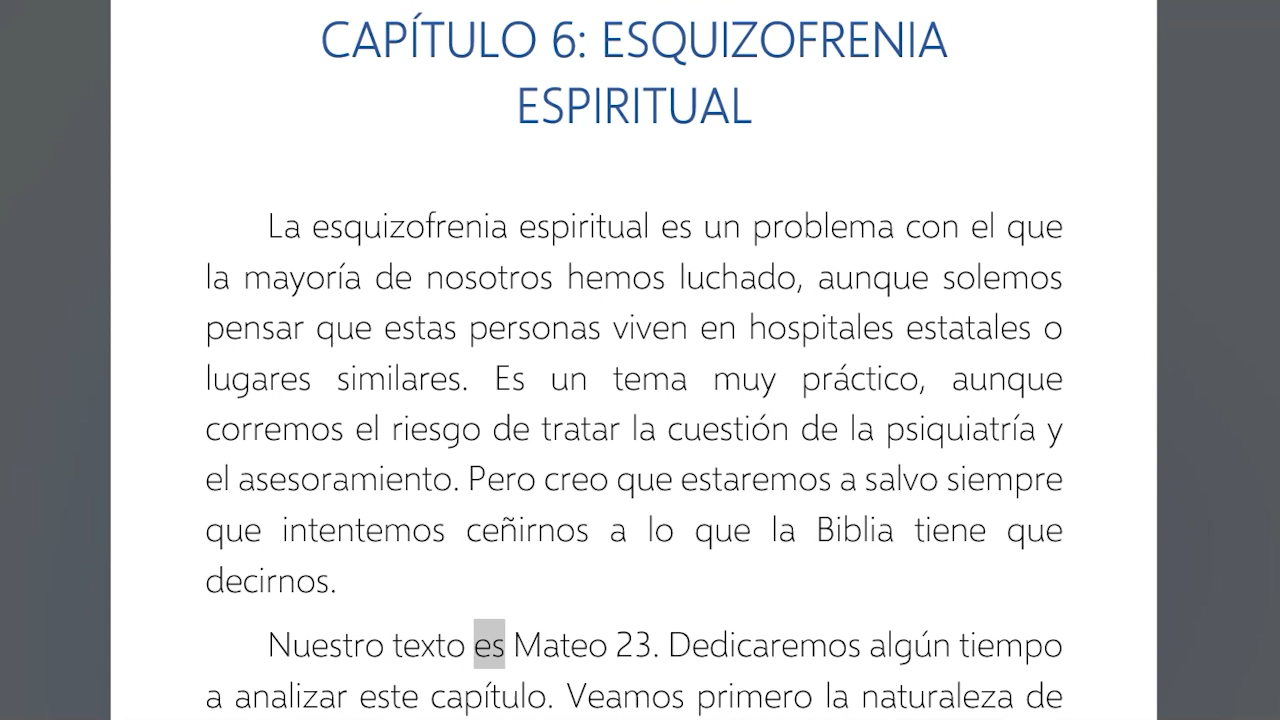 CAPÍTULO 6: ESQUIZOFRENIA
ESPIRITUAL
La esquizofrenia espiritual es un problema con el que
la mayoría de nosotros hemos luchado, aunque solemos
pensar que estas personas viven en hospitales estatales o
lugares similares. Es un tema muy práctico, aunque
corremos el riesgo de tratar la cuestión de la psiquiatría y
el asesoramiento. Pero creo que estaremos a salvo siempre
que intentemos ceñirnos a lo que la Biblia tiene que
decirnos.
Nuestro texto es Mateo 23. Dedicaremos algún tiempo
a analizar este capítulo. Veamos primero la naturaleza de